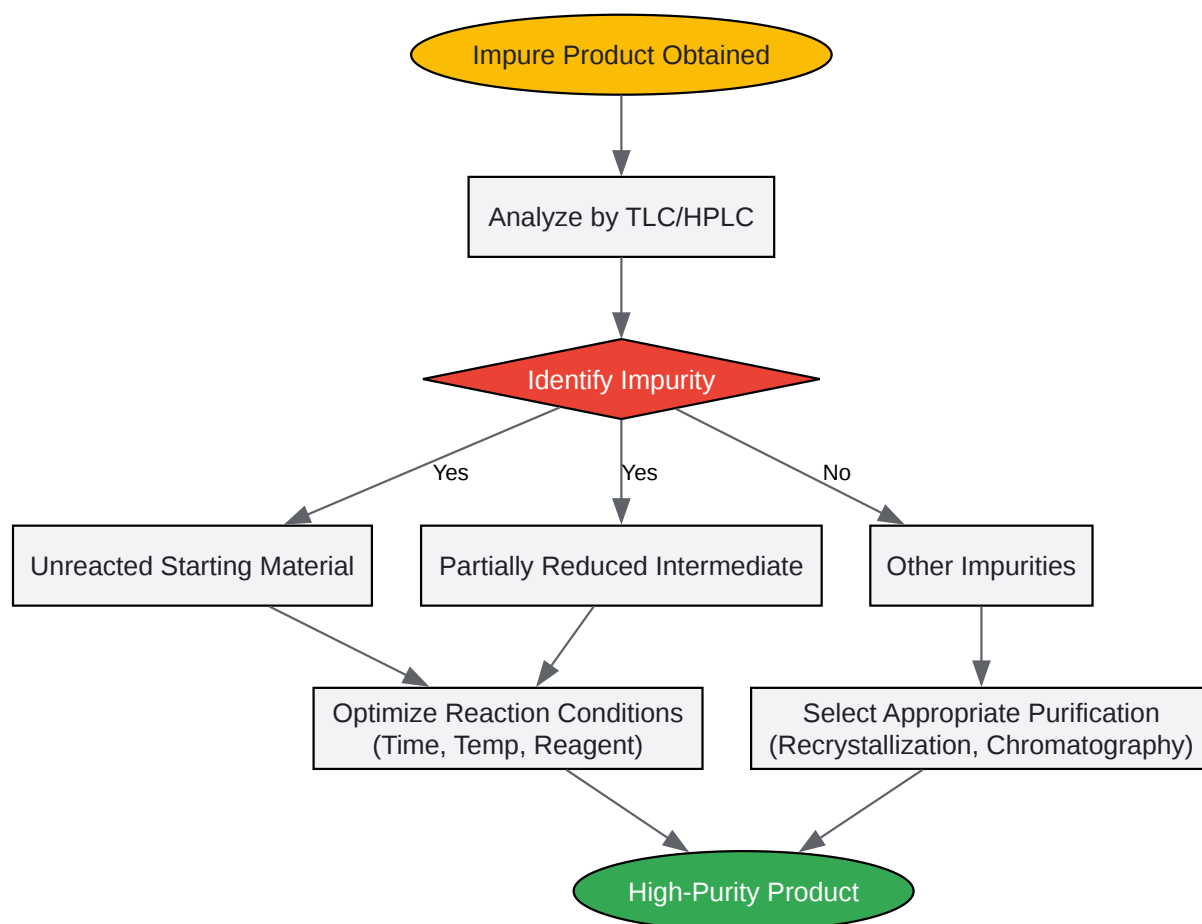 Impure Product Obtained
Analyze by TLC/HPLC
Identify Impurity
Yes
Yes
No
Unreacted Starting Material
Partially Reduced Intermediate
Other Impurities
Optimize Reaction Conditions
(Time, Temp, Reagent)
Select Appropriate Purification
(Recrystallization, Chromatography)
High-Purity Product